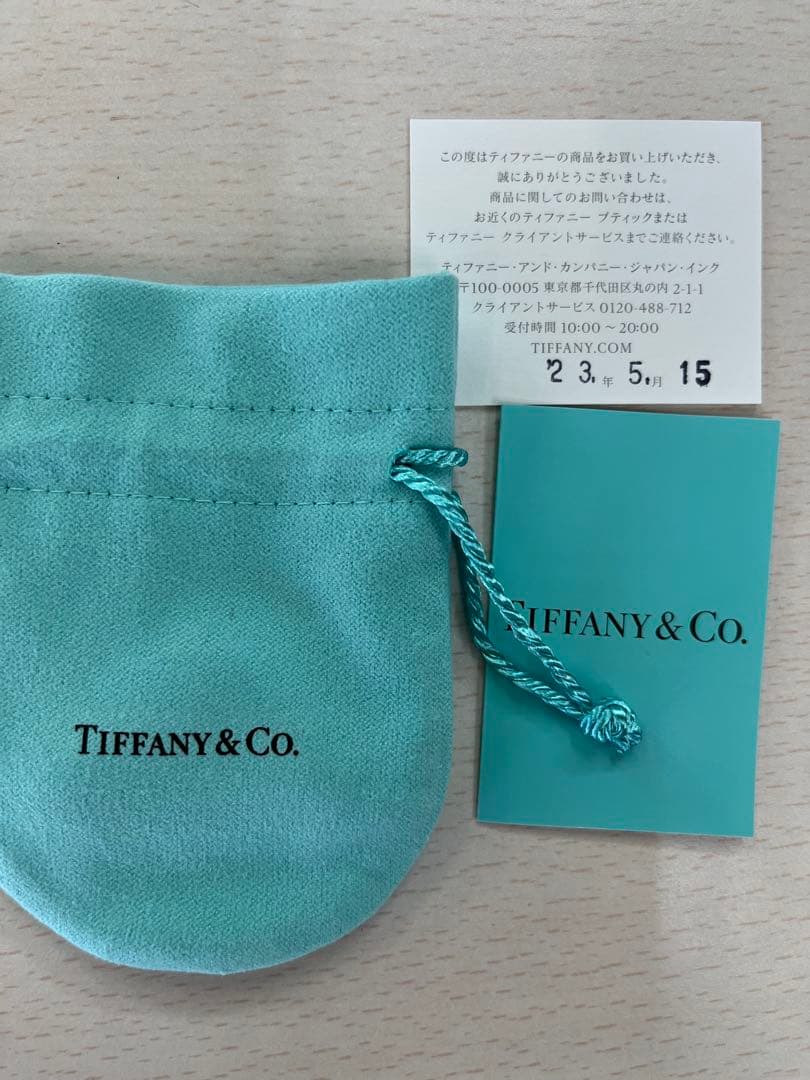 この度はティファニーの商品をお買い上げいただき、
誠にありがとうございました。
商品に関してのお問い合わせは、
お近くのティファニー ブティックまたは
ティファニー クライアントサービスまでご連絡ください。
ティファニー・アンド・カンパニー・ジャパン・インク
〒100-0005 東京都千代田区丸の内 2-1-1
クライアントサービス 0120-488-712
受付時間 10:00 〜 20:00
TIFFANY.COM
'23.年 5.月 15
TIFFANY & CO.
TIFFANY & CO.